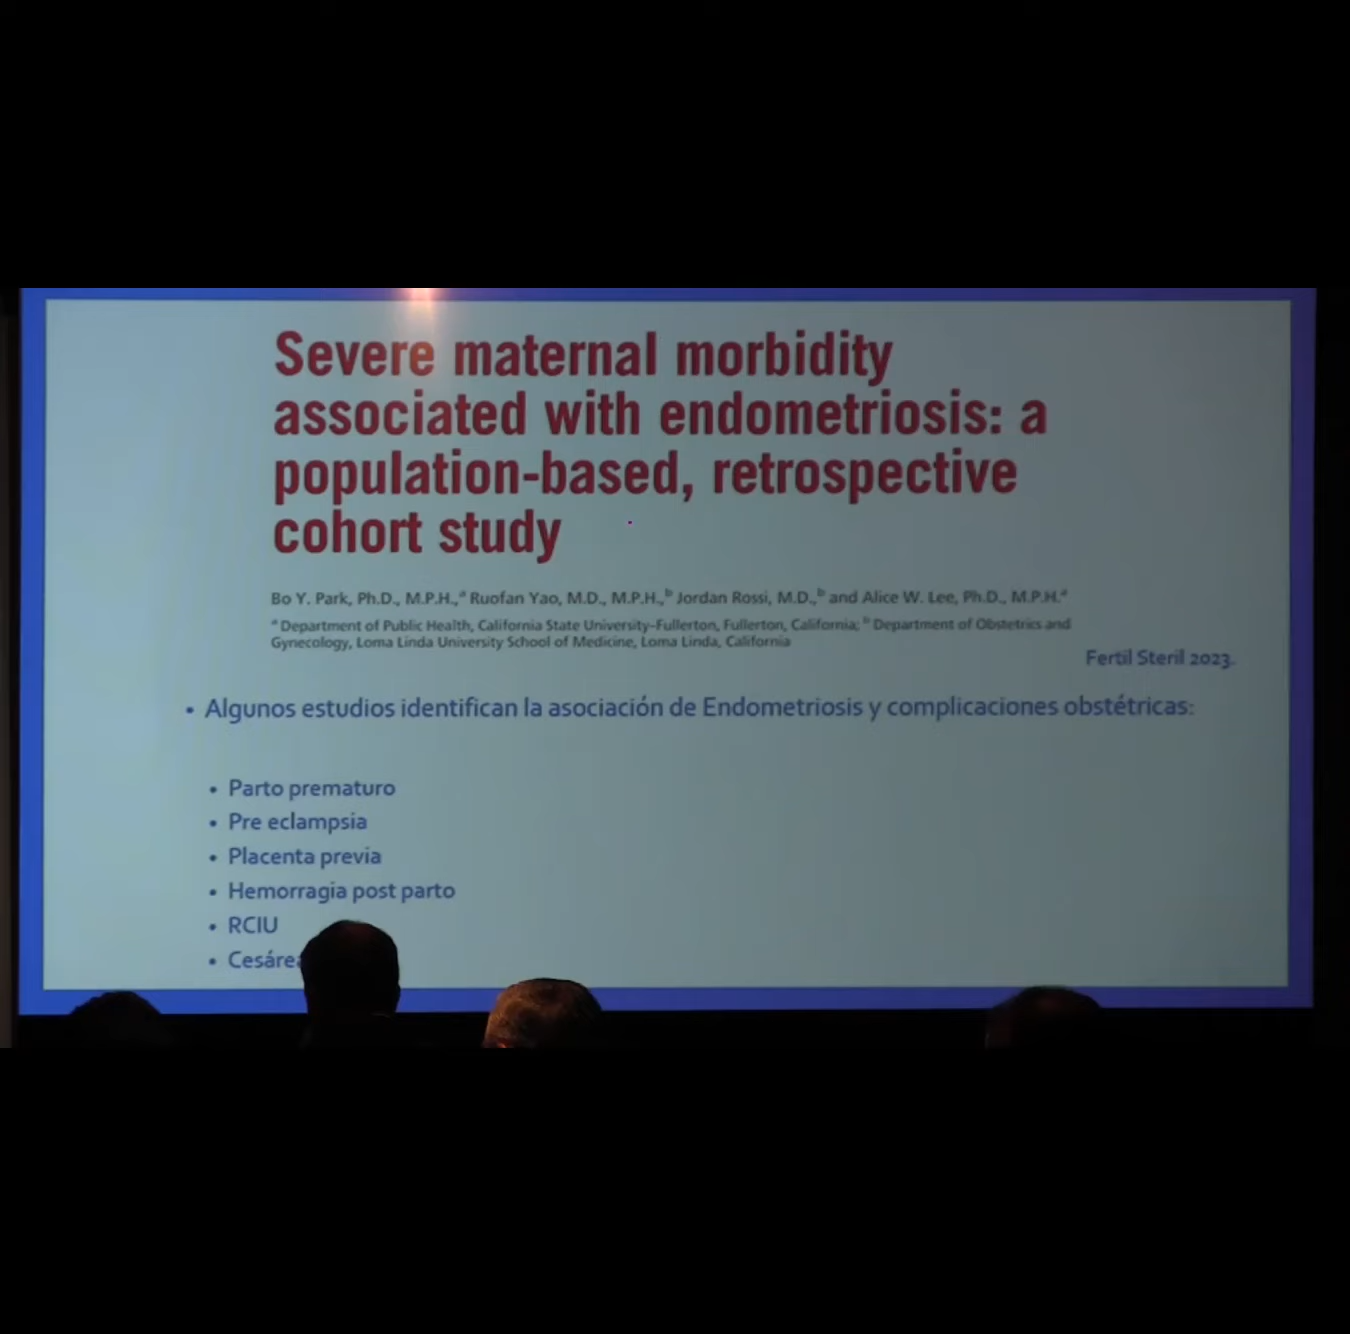 Severe maternal morbidity
associated with endometriosis: a
population-based, retrospective
cohort study
Bo Y. Park, Ph.D., M.P.H.,ᵃ Ruofan Yao, M.D., M.P.H.,ᵇ Jordan Rossi, M.D.,ᵇ and Alice W. Lee, Ph.D., M.P.H.ᵃ
ᵃ Department of Public Health, California State University–Fullerton, Fullerton, California; ᵇ Department of Obstetrics and
Gynecology, Loma Linda University School of Medicine, Loma Linda, California
Fertil Steril 2023.
• Algunos estudios identifican la asociación de Endometriosis y complicaciones obstétricas:
• Parto prematuro
• Pre eclampsia
• Placenta previa
• Hemorragia post parto
• RCIU
• Cesárea